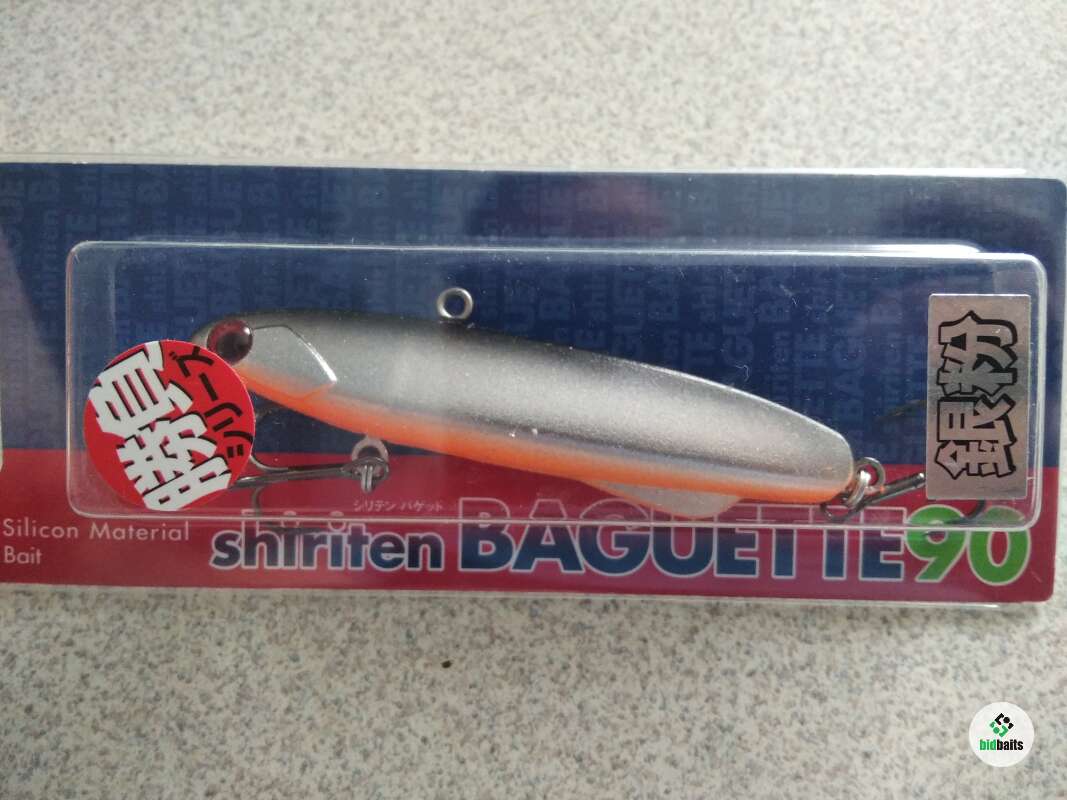 勝負
シリーズ
銀粉
シリテン バゲット
Silicon Material
Bait
shiriten BAGUETTE90
bidbaits